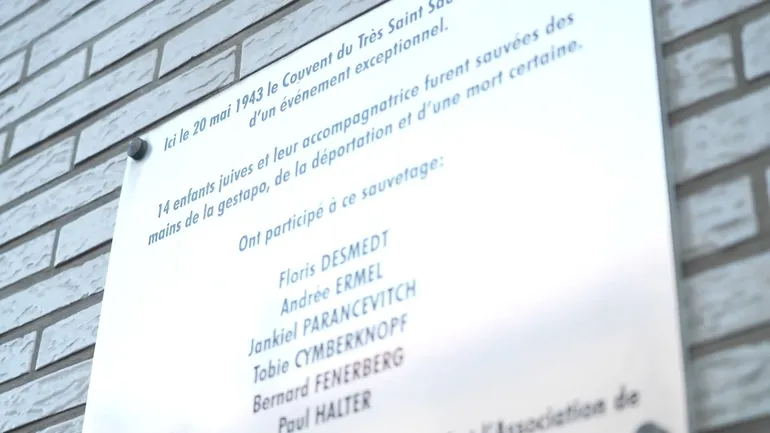 Ici le 20 mai 1943 le Couvent du Très Saint
d'un événement exceptionnel.
14 enfants juives et leur accompagnatrice furent sauvées des
mains de la gestapo, de la déportation et d'une mort certaine.
Ont participé à ce sauvetage:
Floris DESMEDT
Andrée ERMEL
Jankiel PARANCEVITCH
Tobie CYMBERKNOPF
Bernard FENERBERG
Paul HALTER
l'Association de